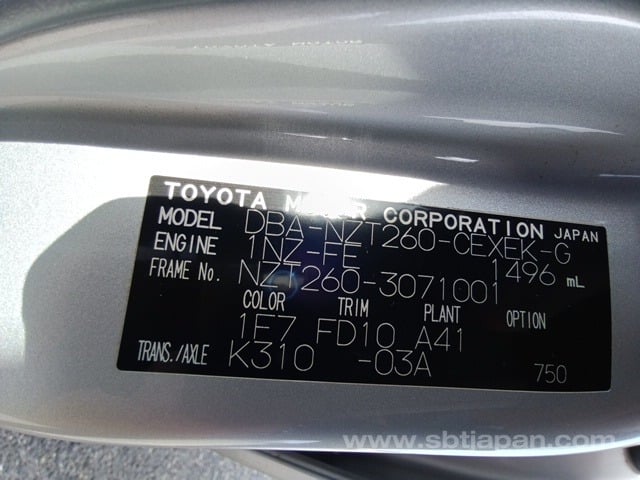 TOYOTA MOTOR CORPORATION JAPAN
MODEL DBA-NZT260-CEXEK-G
ENGINE 1NZ-FE 1496 mL
FRAME No. NZT260-3071001
COLOR TRIM PLANT OPTION
1E7 FD10 A41
TRANS./AXLE K310 -03A
750
www.sbtjapan.com